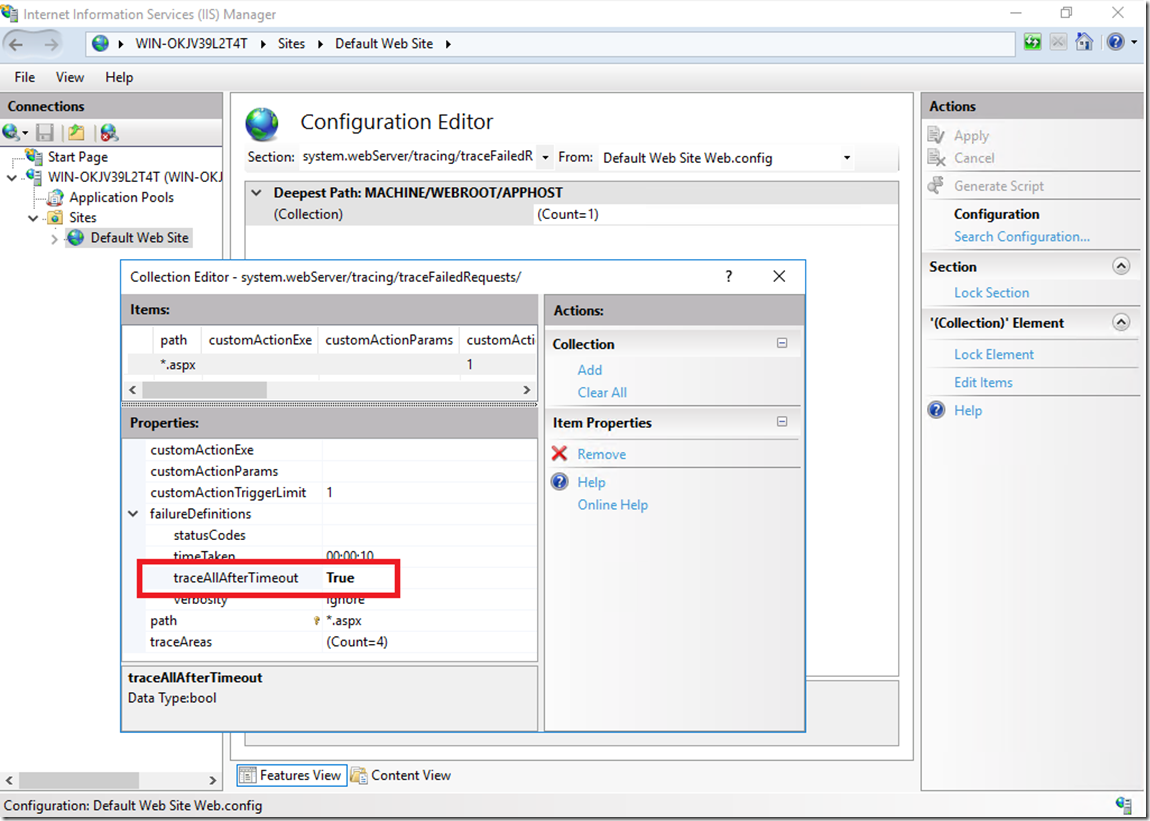 Internet Information Services (IIS) Manager
WIN-OKJV39L2T4T Sites Default Web Site
File View Help
Connections
Start Page
WIN-OKJV39L2T4T (WIN-OKJ
Application Pools
Sites
Default Web Site
Configuration Editor
Section: system.webServer/tracing/traceFailedR From: Default Web Site Web.config
Deepest Path: MACHINE/WEBROOT/APPHOST
(Collection) (Count=1)
Collection Editor - system.webServer/tracing/traceFailedRequests/ ?
Items:
path customActionExe customActionParams customActi
*.aspx 1
Properties:
customActionExe
customActionParams
customActionTriggerLimit 1
failureDefinitions
statusCodes
timeTaken 00:00:10
traceAllAfterTimeout True
verbosity Ignore
path *.aspx
traceAreas (Count=4)
traceAllAfterTimeout
Data Type:bool
Actions:
Collection
Add
Clear All
Item Properties
Remove
Help
Online Help
Features View Content View
Actions
Apply
Cancel
Generate Script
Configuration
Search Configuration...
Section
Lock Section
'(Collection)' Element
Lock Element
Edit Items
Help
Configuration: Default Web Site Web.config